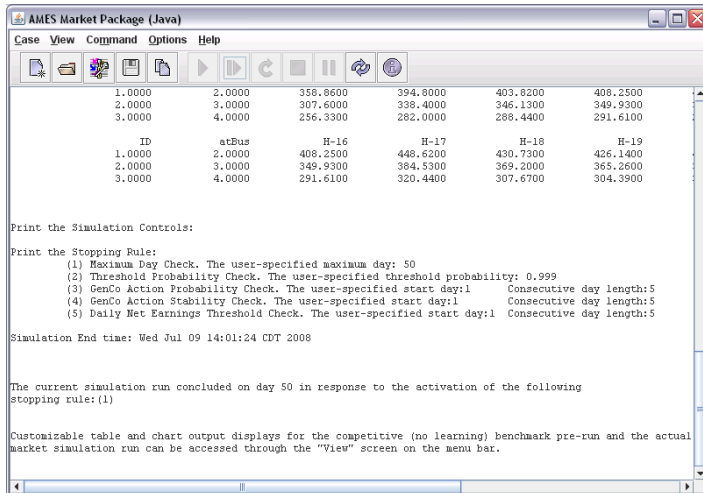 AMES Market Package (Java)
Case View Command Options Help
1.0000 2.0000 358.8600 394.8000 403.8200 408.2500
2.0000 3.0000 307.6000 338.4000 346.1300 349.9300
3.0000 4.0000 256.3300 282.0000 288.4400 291.6100
ID atBus H-16 H-17 H-18 H-19
1.0000 2.0000 408.2500 448.6200 430.7300 426.1400
2.0000 3.0000 349.9300 384.5300 369.2000 365.2600
3.0000 4.0000 291.6100 320.4400 307.6700 304.3900
Print the Simulation Controls:
Print the Stopping Rule:
(1) Maximum Day Check. The user-specified maximum day: 50
(2) Threshold Probability Check. The user-specified threshold probability: 0.999
(3) GenCo Action Probability Check. The user-specified start day:1 Consecutive day length:5
(4) GenCo Action Stability Check. The user-specified start day:1 Consecutive day length:5
(5) Daily Net Earnings Threshold Check. The user-specified start day:1 Consecutive day length:5
Simulation End time: Wed Jul 09 14:01:24 CDT 2008
The current simulation run concluded on day 50 in response to the activation of the following
stopping rule:(1)
Customizable table and chart output displays for the competitive (no learning) benchmark pre-run and the actual
market simulation run can be accessed through the "View" screen on the menu bar.